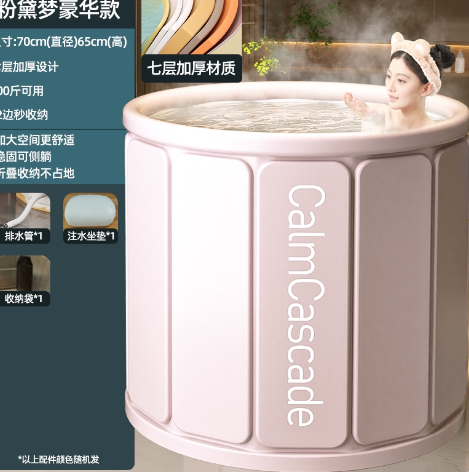 粉黛梦豪华款
寸:70cm(直径)65cm(高)
层加厚设计
00斤可用
边秒收纳
加大空间更舒适
稳固可侧躺
折叠收纳不占地
排水管*1
注水坐垫*1
收纳袋*1
*以上配件颜色随机发
七层加厚材质
CalmCascade